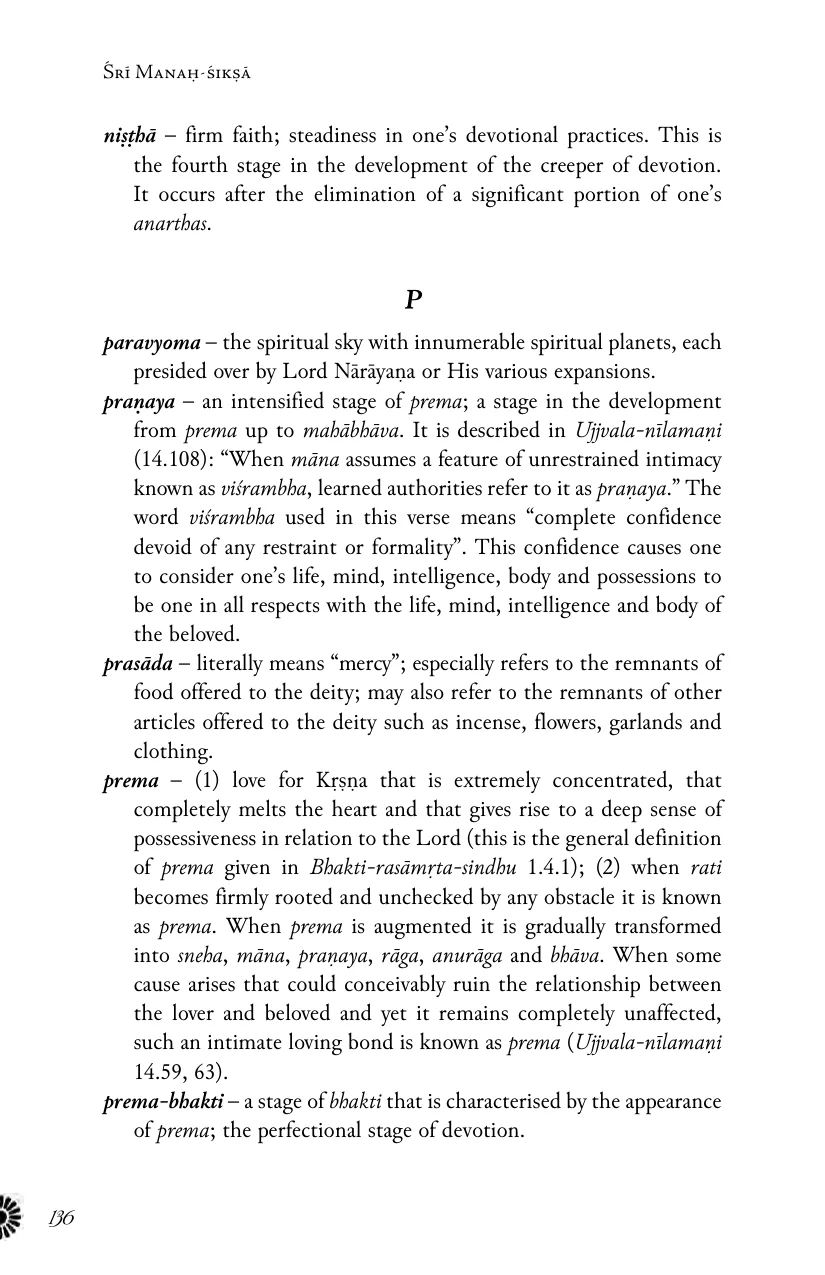 Śrī Manaḥ-śikṣā
niṣṭhā – firm faith; steadiness in one’s devotional practices. This is
the fourth stage in the development of the creeper of devotion.
It occurs after the elimination of a significant portion of one’s
anarthas.
P
paravyoma – the spiritual sky with innumerable spiritual planets, each
presided over by Lord Nārāyaṇa or His various expansions.
praṇaya – an intensified stage of prema; a stage in the development
from prema up to mahābhāva. It is described in Ujjvala-nīlamaṇi
(14.108): “When māna assumes a feature of unrestrained intimacy
known as viśrambha, learned authorities refer to it as praṇaya.” The
word viśrambha used in this verse means “complete confidence
devoid of any restraint or formality”. This confidence causes one
to consider one’s life, mind, intelligence, body and possessions to
be one in all respects with the life, mind, intelligence and body of
the beloved.
prasāda – literally means “mercy”; especially refers to the remnants of
food offered to the deity; may also refer to the remnants of other
articles offered to the deity such as incense, flowers, garlands and
clothing.
prema – (1) love for Kṛṣṇa that is extremely concentrated, that
completely melts the heart and that gives rise to a deep sense of
possessiveness in relation to the Lord (this is the general definition
of prema given in Bhakti-rasāmṛta-sindhu 1.4.1); (2) when rati
becomes firmly rooted and unchecked by any obstacle it is known
as prema. When prema is augmented it is gradually transformed
into sneha, māna, praṇaya, rāga, anurāga and bhāva. When some
cause arises that could conceivably ruin the relationship between
the lover and beloved and yet it remains completely unaffected,
such an intimate loving bond is known as prema (Ujjvala-nīlamaṇi
14.59, 63).
prema-bhakti – a stage of bhakti that is characterised by the appearance
of prema; the perfectional stage of devotion.
136